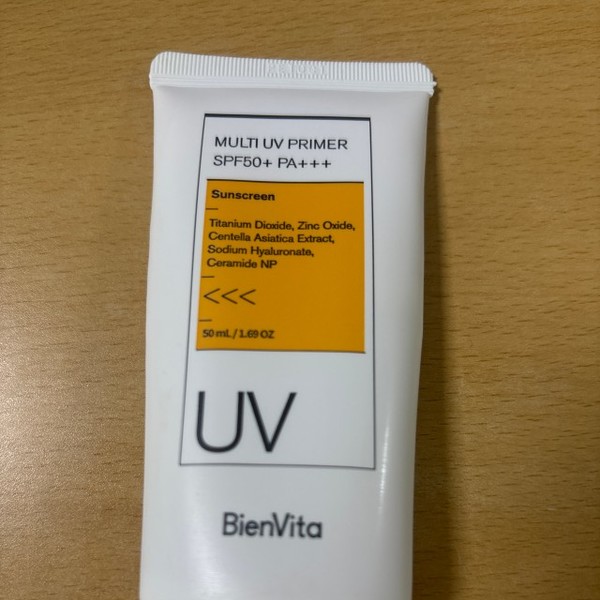 MULTI UV PRIMER
SPF50+ PA+++
Sunscreen
Titanium Dioxide, Zinc Oxide,
Centella Asiatica Extract,
Sodium Hyaluronate,
Ceramide NP
<<<
50 mL / 1.69 OZ
UV
BienVita